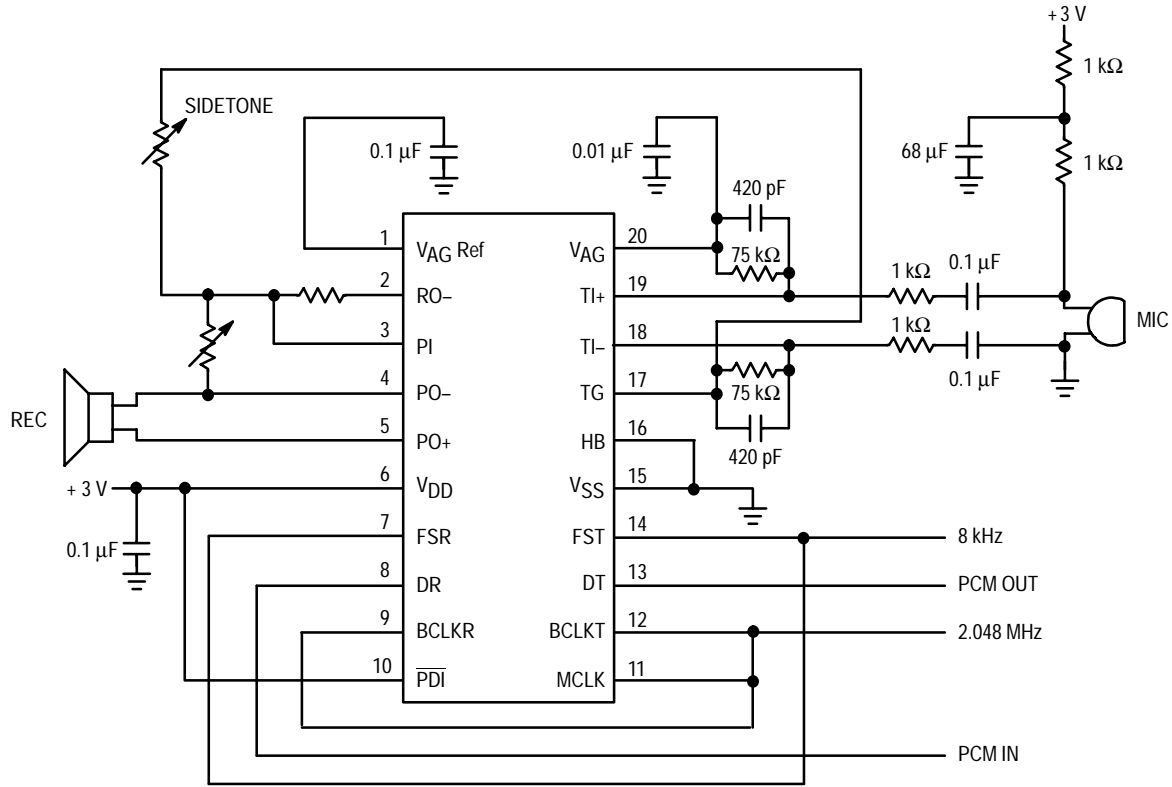 + 3 V
1 kΩ
SIDETONE
0.1 µF
0.01 µF
68 µF
1 kΩ
420 pF
1
VAG Ref
VAG
20
75 kΩ
1 kΩ
0.1 µF
2
RO–
TI+
19
MIC
3
PI
TI–
18
1 kΩ
0.1 µF
4
PO–
TG
17
75 kΩ
REC
5
PO+
HB
16
420 pF
+ 3 V
6
VDD
VSS
15
7
FSR
FST
14
8 kHz
0.1 µF
8
DR
DT
13
PCM OUT
9
BCLKR
BCLKT
12
2.048 MHz
10
PDI
MCLK
11
PCM IN